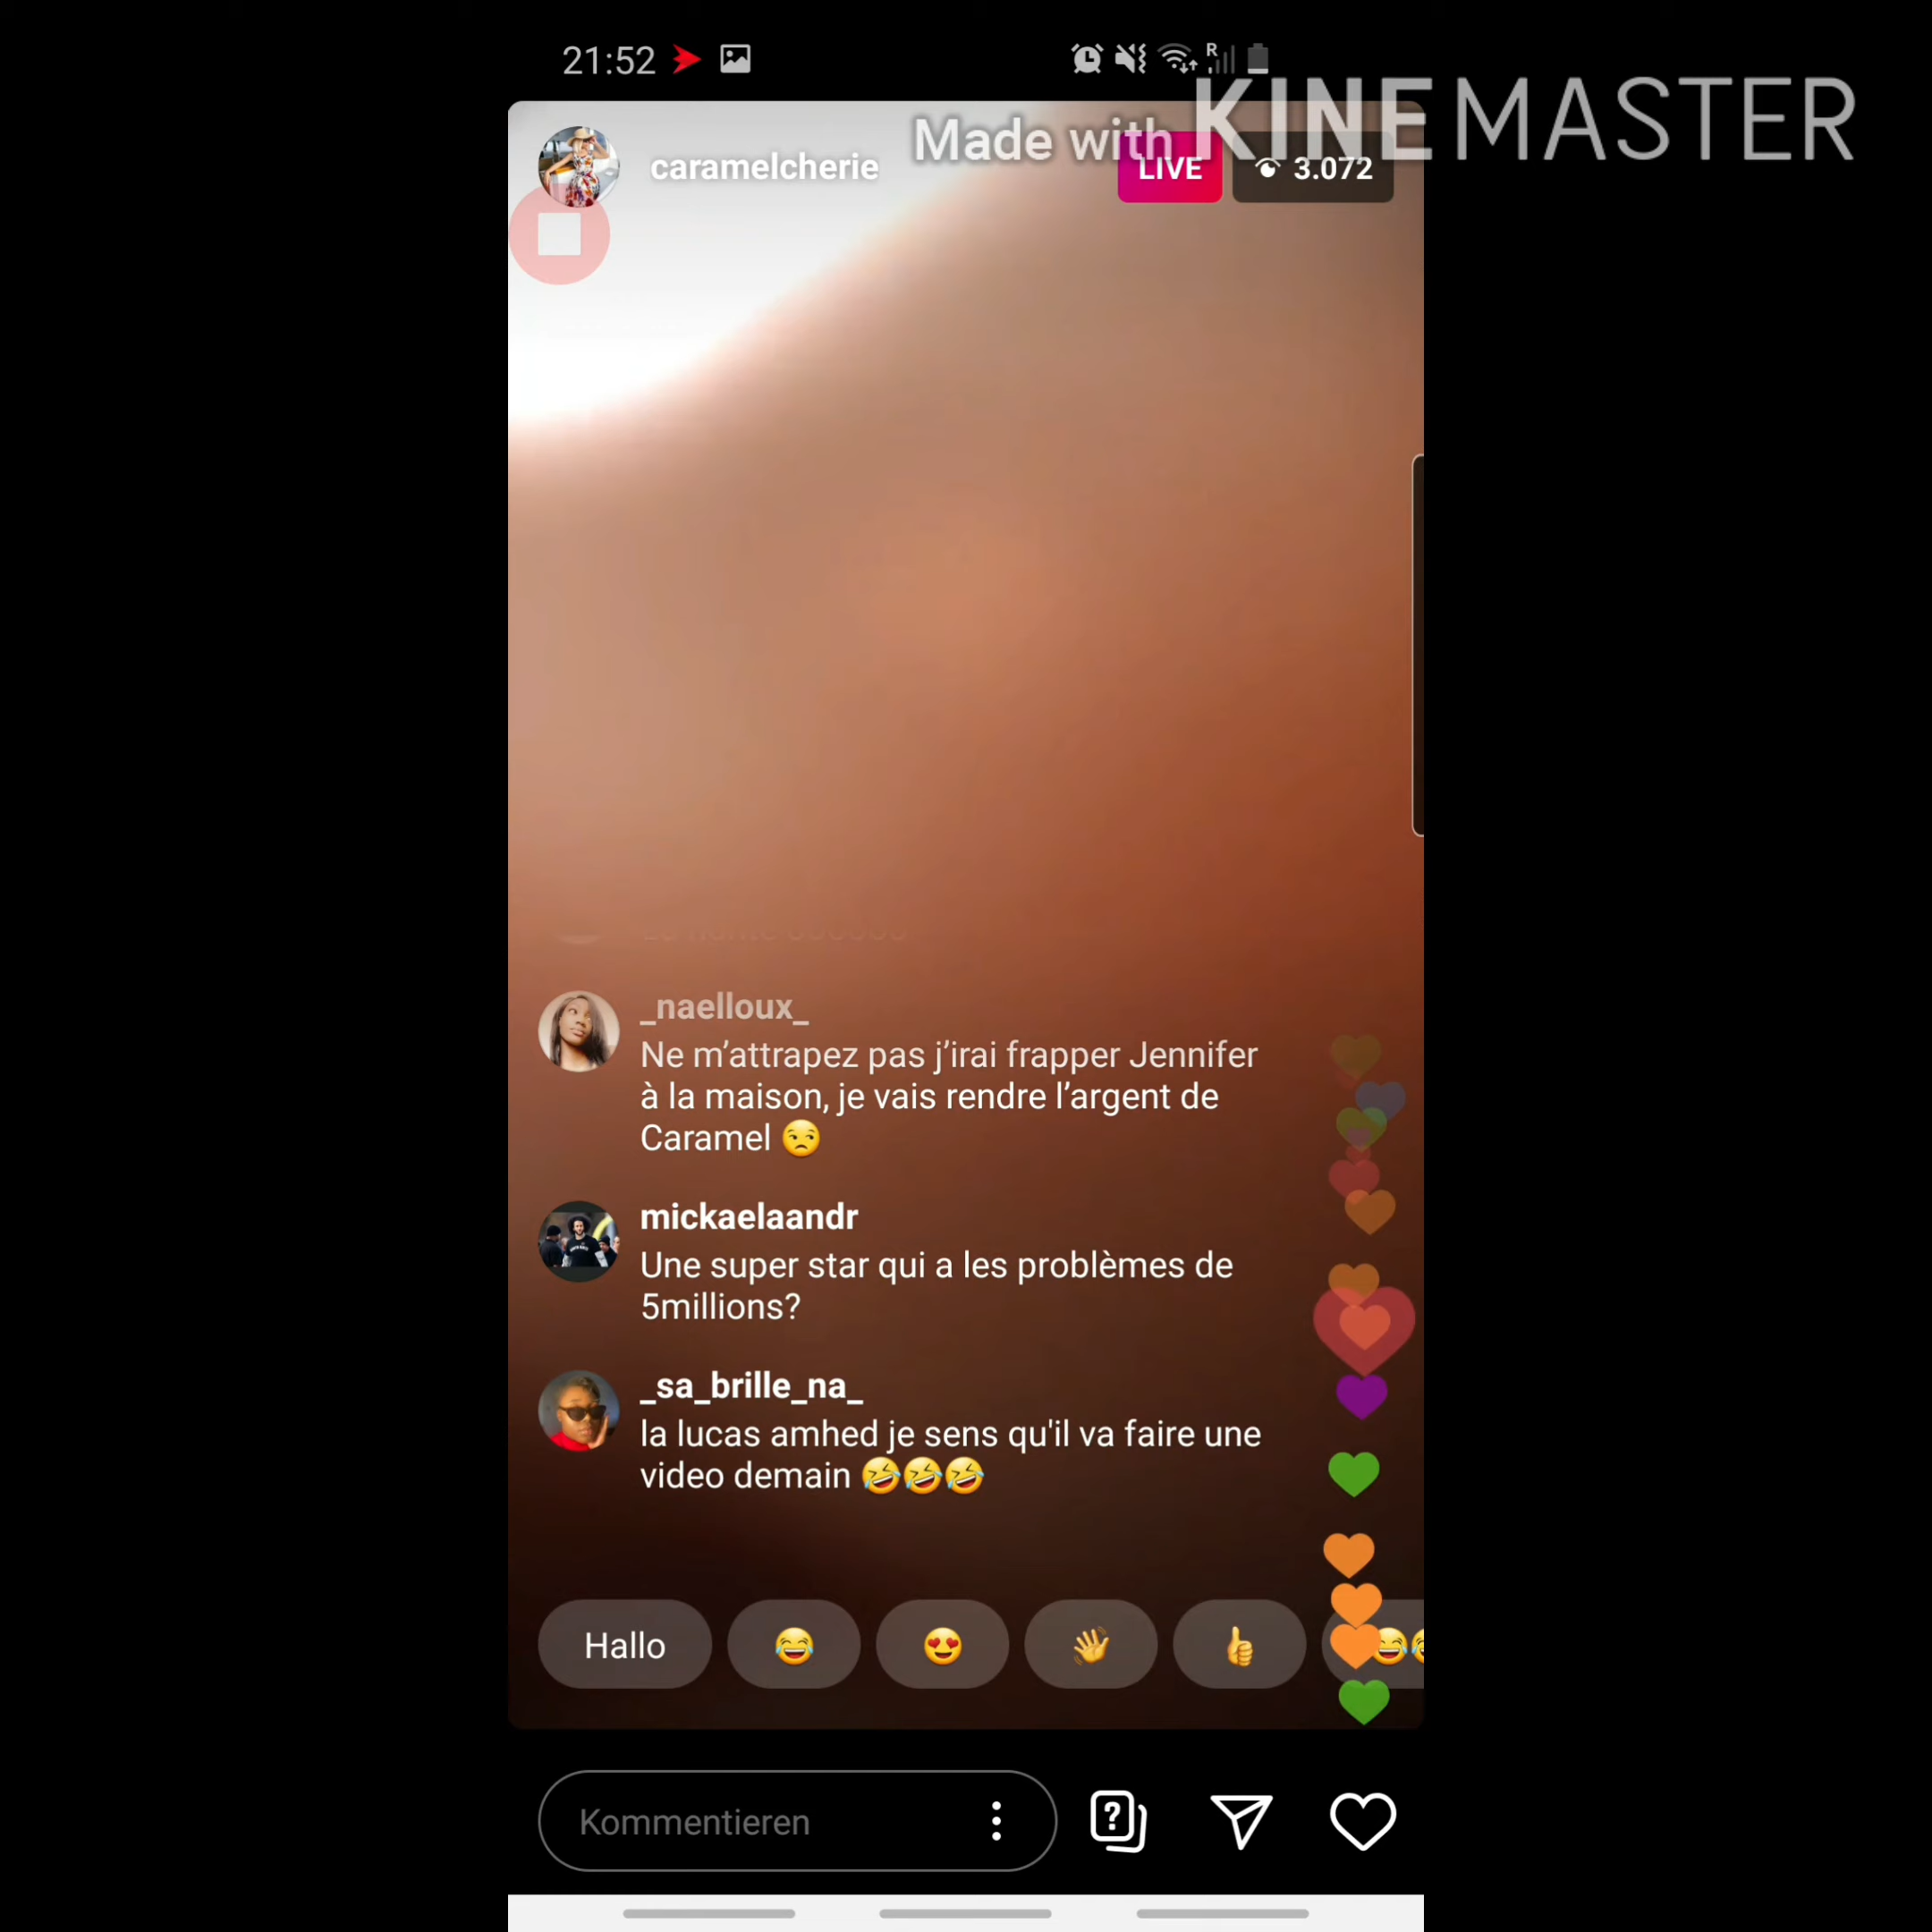 21:52
R
Made with KINEMASTER
caramelcherie
LIVE
3.072
_naelloux_
Ne m’attrapez pas j’irai frapper Jennifer
à la maison, je vais rendre l’argent de
Caramel 😒
mickaelaandr
Une super star qui a les problèmes de
5millions?
_sa_brille_na_
la lucas amhed je sens qu'il va faire une
video demain 🤣🤣🤣
Hallo
Kommentieren